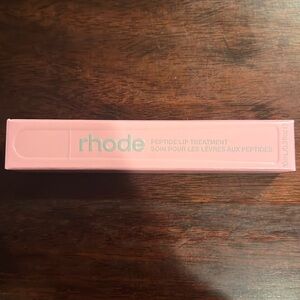 rhode
PEPTIDE LIP TREATMENT
SOIN POUR LES LÈVRES AUX PEPTIDES